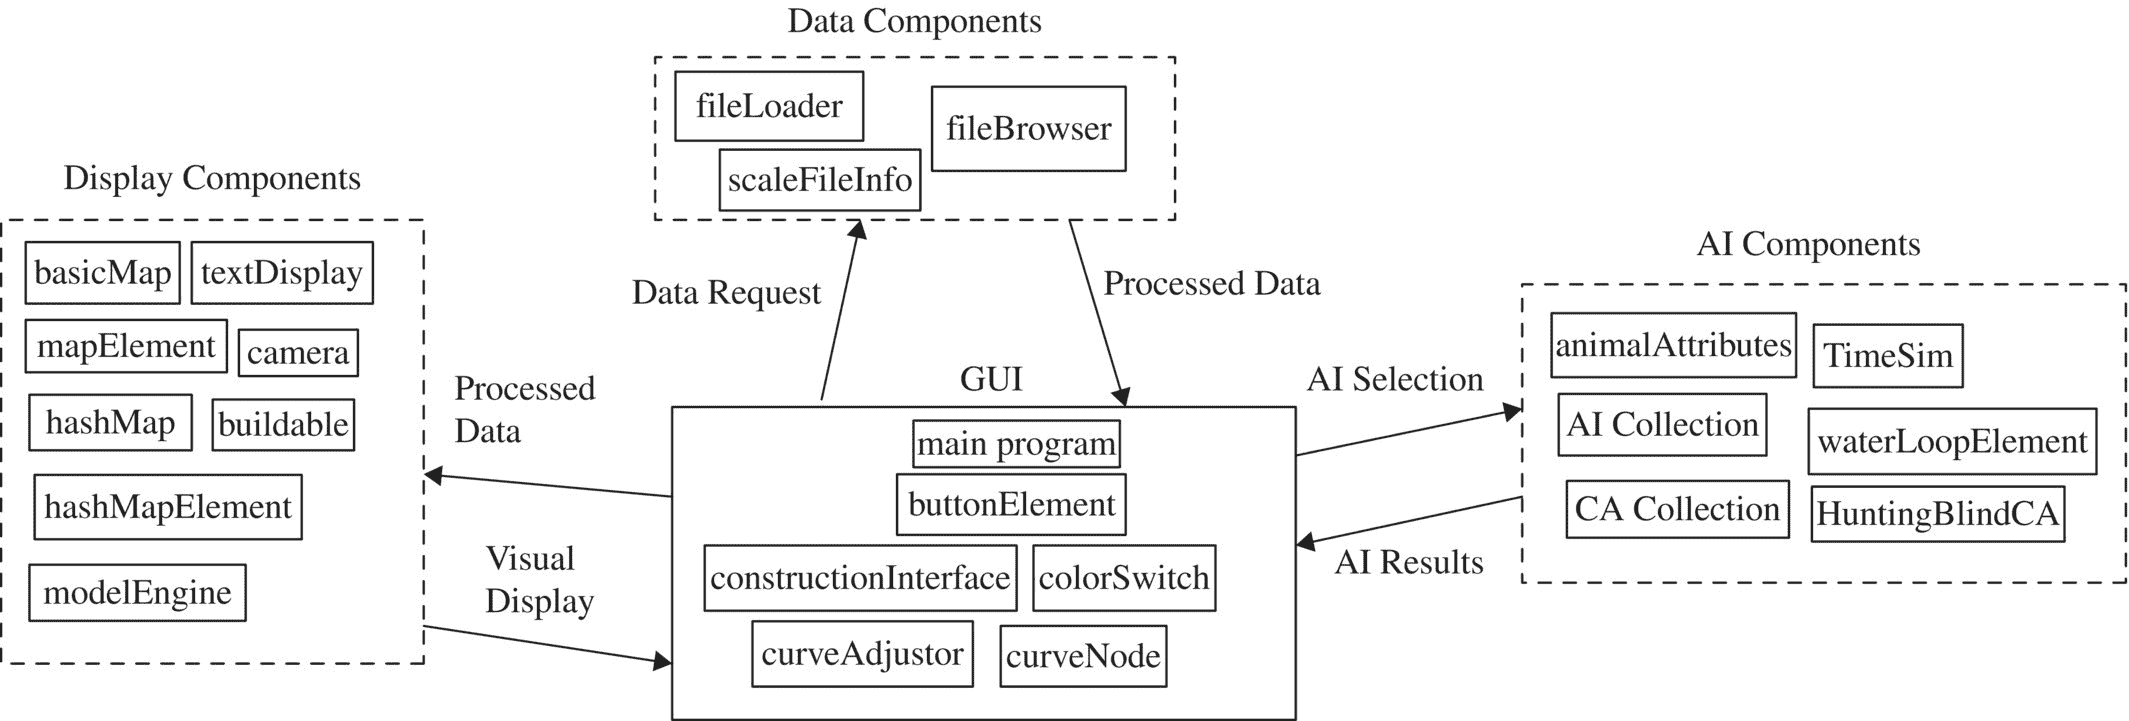 Data Components
fileLoader
fileBrowser
scaleFileInfo
Display Components
basicMap
textDisplay
mapElement
camera
hashMap
buildable
hashMapElement
modelEngine
Data Request
Processed Data
Processed
Data
Visual
Display
GUI
main program
buttonElement
constructionInterface
colorSwitch
curveAdjustor
curveNode
AI Selection
AI Results
AI Components
animalAttributes
TimeSim
AI Collection
waterLoopElement
CA Collection
HuntingBlindCA